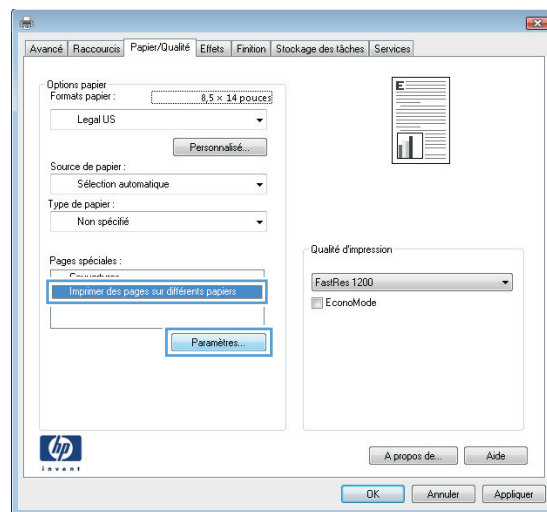 Avancé Raccourcis Papier/Qualité Effets Finition Stockage des tâches Services
Options papier
Formats papier :
8,5 × 14 pouces
Legal US
Personnalisé...
Source de papier :
Sélection automatique
Type de papier :
Non spécifié
Pages spéciales :
Couvertures
Imprimer des pages sur différents papiers
Paramètres...
E
Qualité d'impression
FastRes 1200
EconoMode
hp
invent
A propos de... Aide
OK Annuler Appliquer